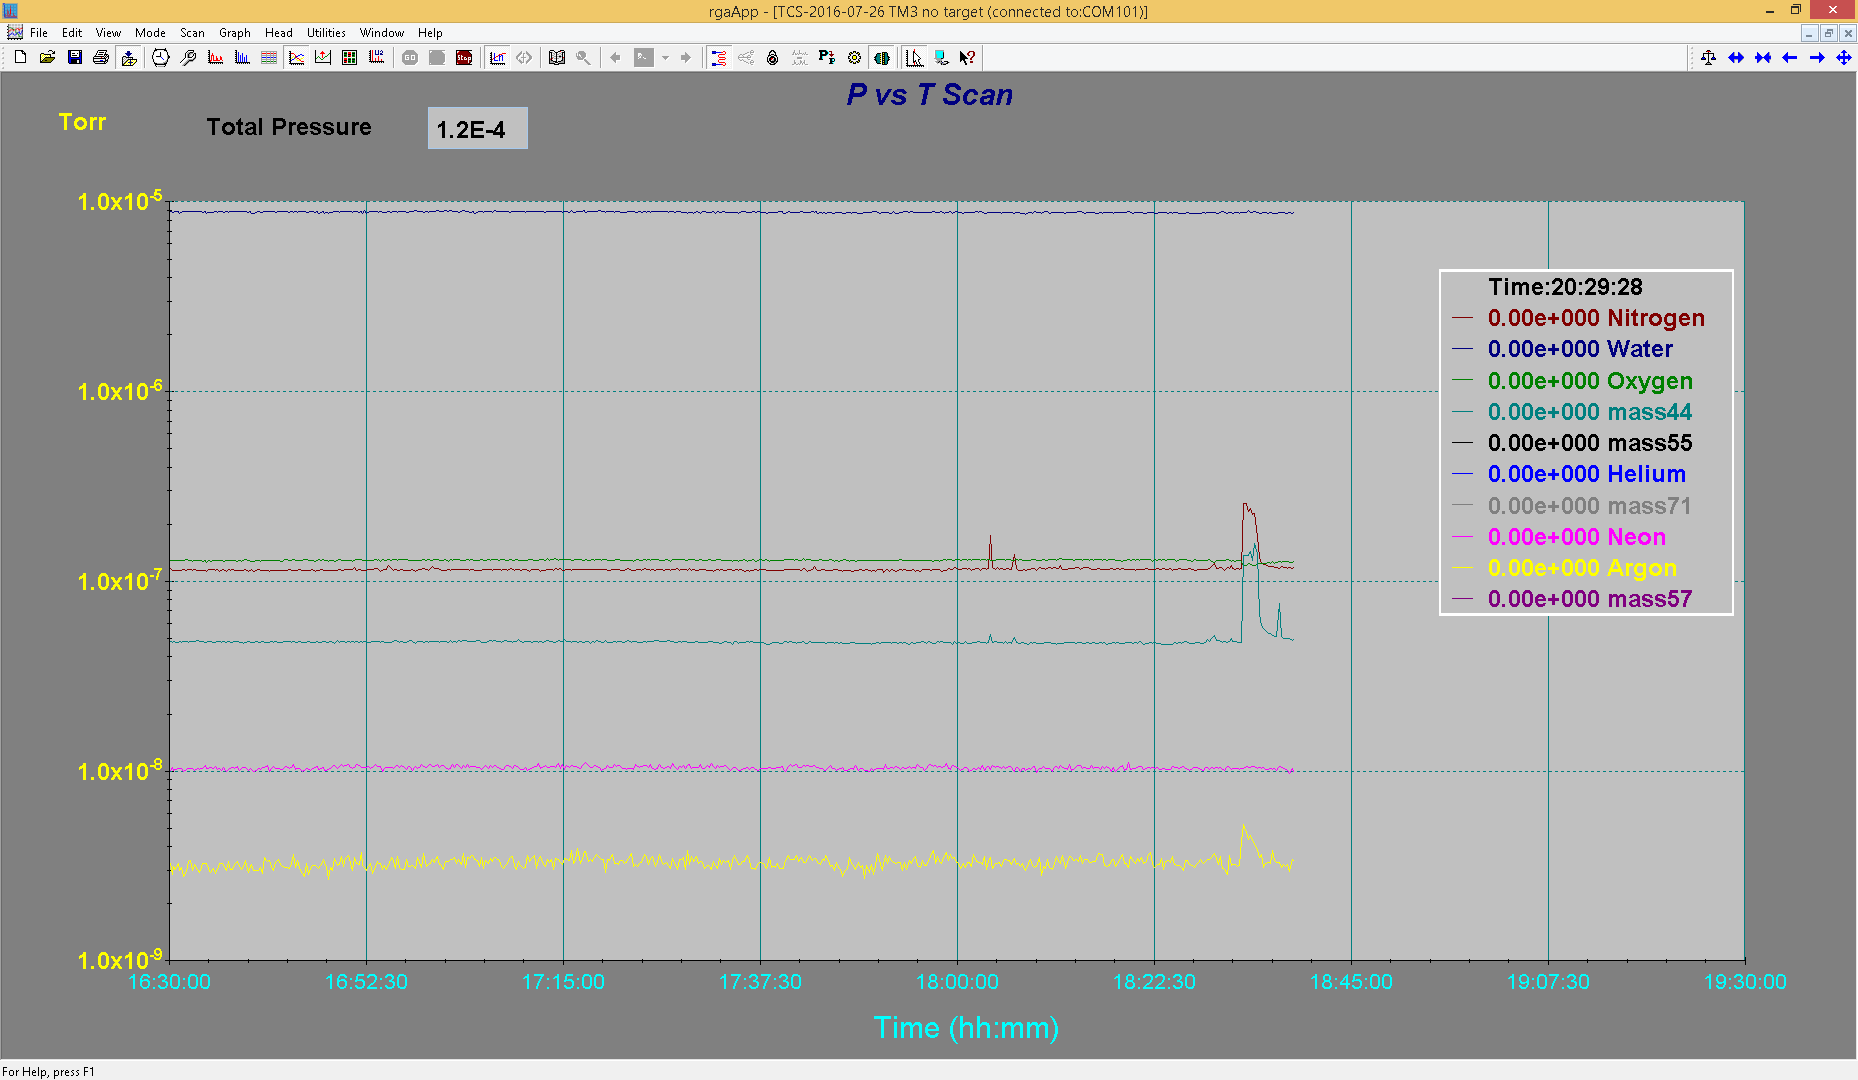 rgaApp - [TCS-2016-07-26 TM3 no target (connected to:COM101)]
File Edit View Mode Scan Graph Head Utilities Window Help
GO Stop
P vs T Scan
Torr
Total Pressure 1.2E-4
1.0x10-5
1.0x10-6
1.0x10-7
1.0x10-8
1.0x10-9
Time:20:29:28
0.00e+000 Nitrogen
0.00e+000 Water
0.00e+000 Oxygen
0.00e+000 mass44
0.00e+000 mass55
0.00e+000 Helium
0.00e+000 mass71
0.00e+000 Neon
0.00e+000 Argon
0.00e+000 mass57
16:30:00 16:52:30 17:15:00 17:37:30 18:00:00 18:22:30 18:45:00 19:07:30 19:30:00
Time (hh:mm)
For Help, press F1